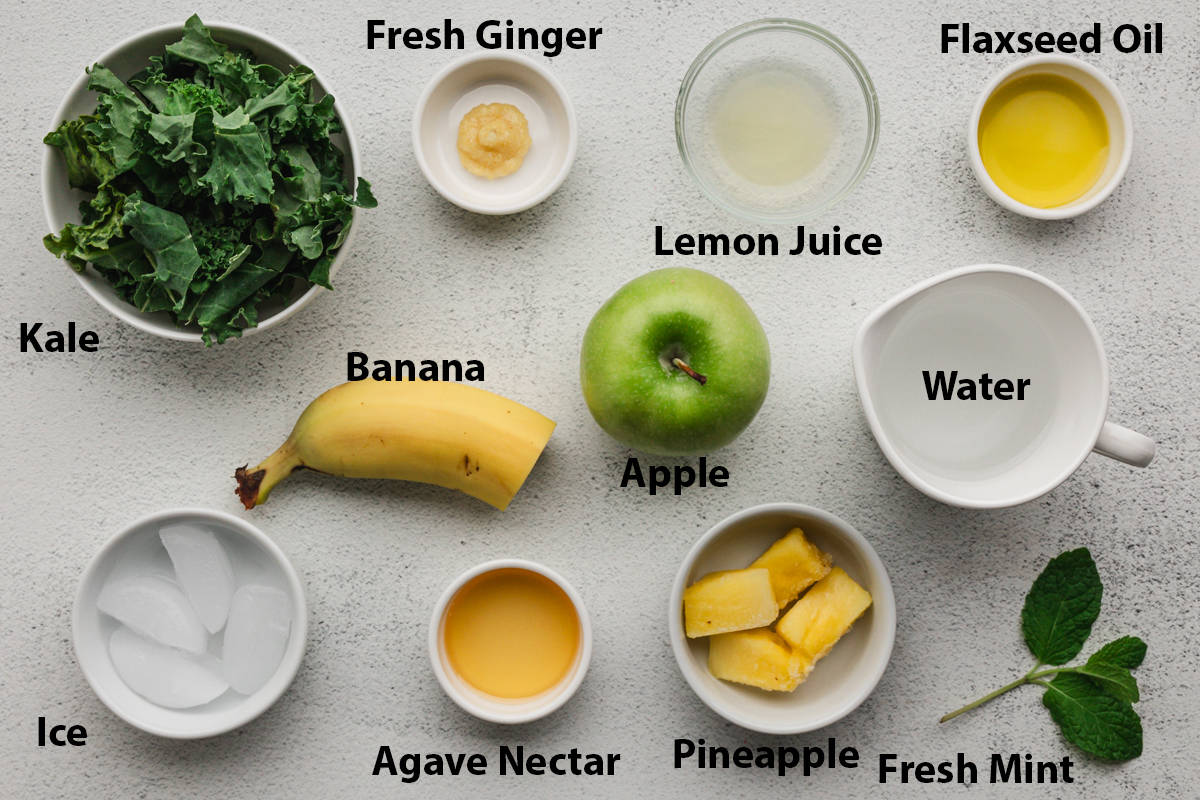 Fresh Ginger
Flaxseed Oil
Lemon Juice
Kale
Banana
Water
Apple
Ice
Agave Nectar
Pineapple
Fresh Mint